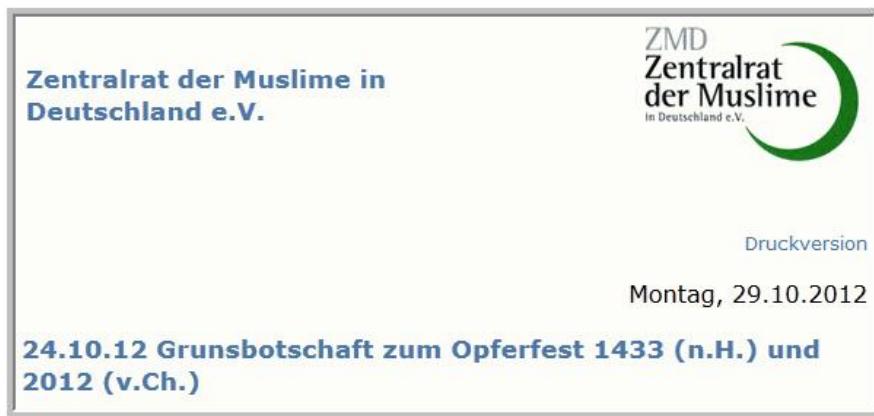 Zentralrat der Muslime in
Deutschland e.V.
ZMD
Zentralrat
der Muslime
in Deutschland e.V.
Druckversion
Montag, 29.10.2012
24.10.12 Grunsbotschaft zum Opferfest 1433 (n.H.) und
2012 (v.Ch.)